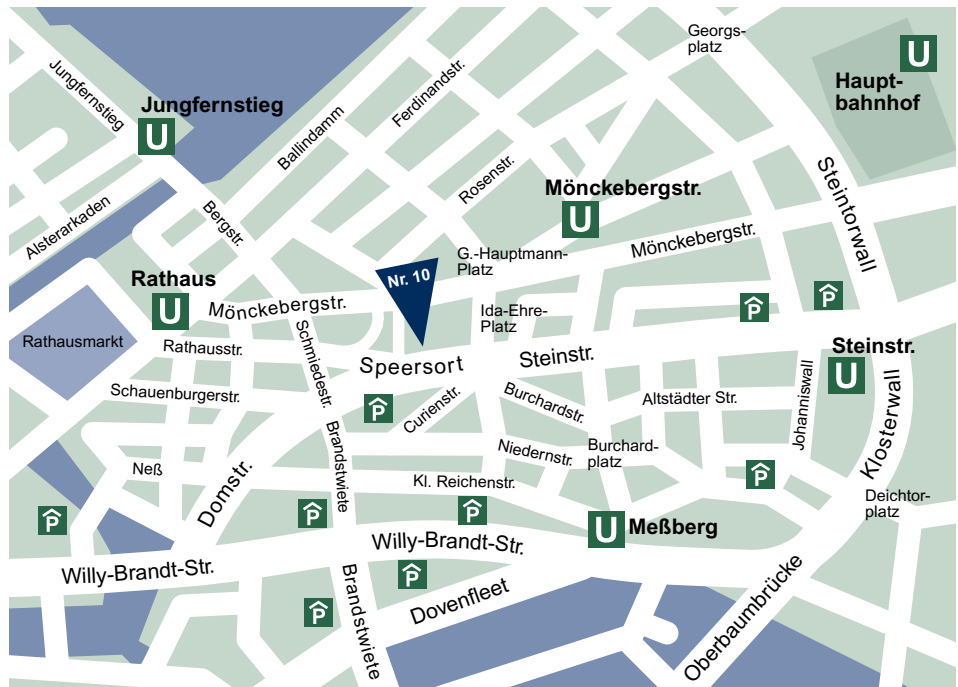 Georgs-
platz
U
Haupt-
bahnhof
Jungfernstieg
Jungfernstieg
U
Ballindamm
Ferdinandstr.
Rosenstr.
Mönckebergstr.
U
Steintorwall
Alsterarkaden
Bergstr.
Mönckebergstr.
G.-Hauptmann-
Platz
Nr. 10
Rathaus
U
Mönckebergstr.
Ida-Ehre-
Platz
P
P
Rathausmarkt
Rathausstr.
Schmiedestr.
Speersort
Steinstr.
Steinstr.
U
Schauenburgerstr.
P
Curienstr.
Burchardstr.
Altstädter Str.
Johanniswall
Klosterwall
Neß
Domstr.
Brandstwiete
Niedernstr.
Burchard-
platz
Kl. Reichenstr.
P
Deichtor-
platz
P
P
P
U
Meßberg
Willy-Brandt-Str.
Willy-Brandt-Str.
P
P
Brandstwiete
Dovenfleet
Oberbaumbrücke